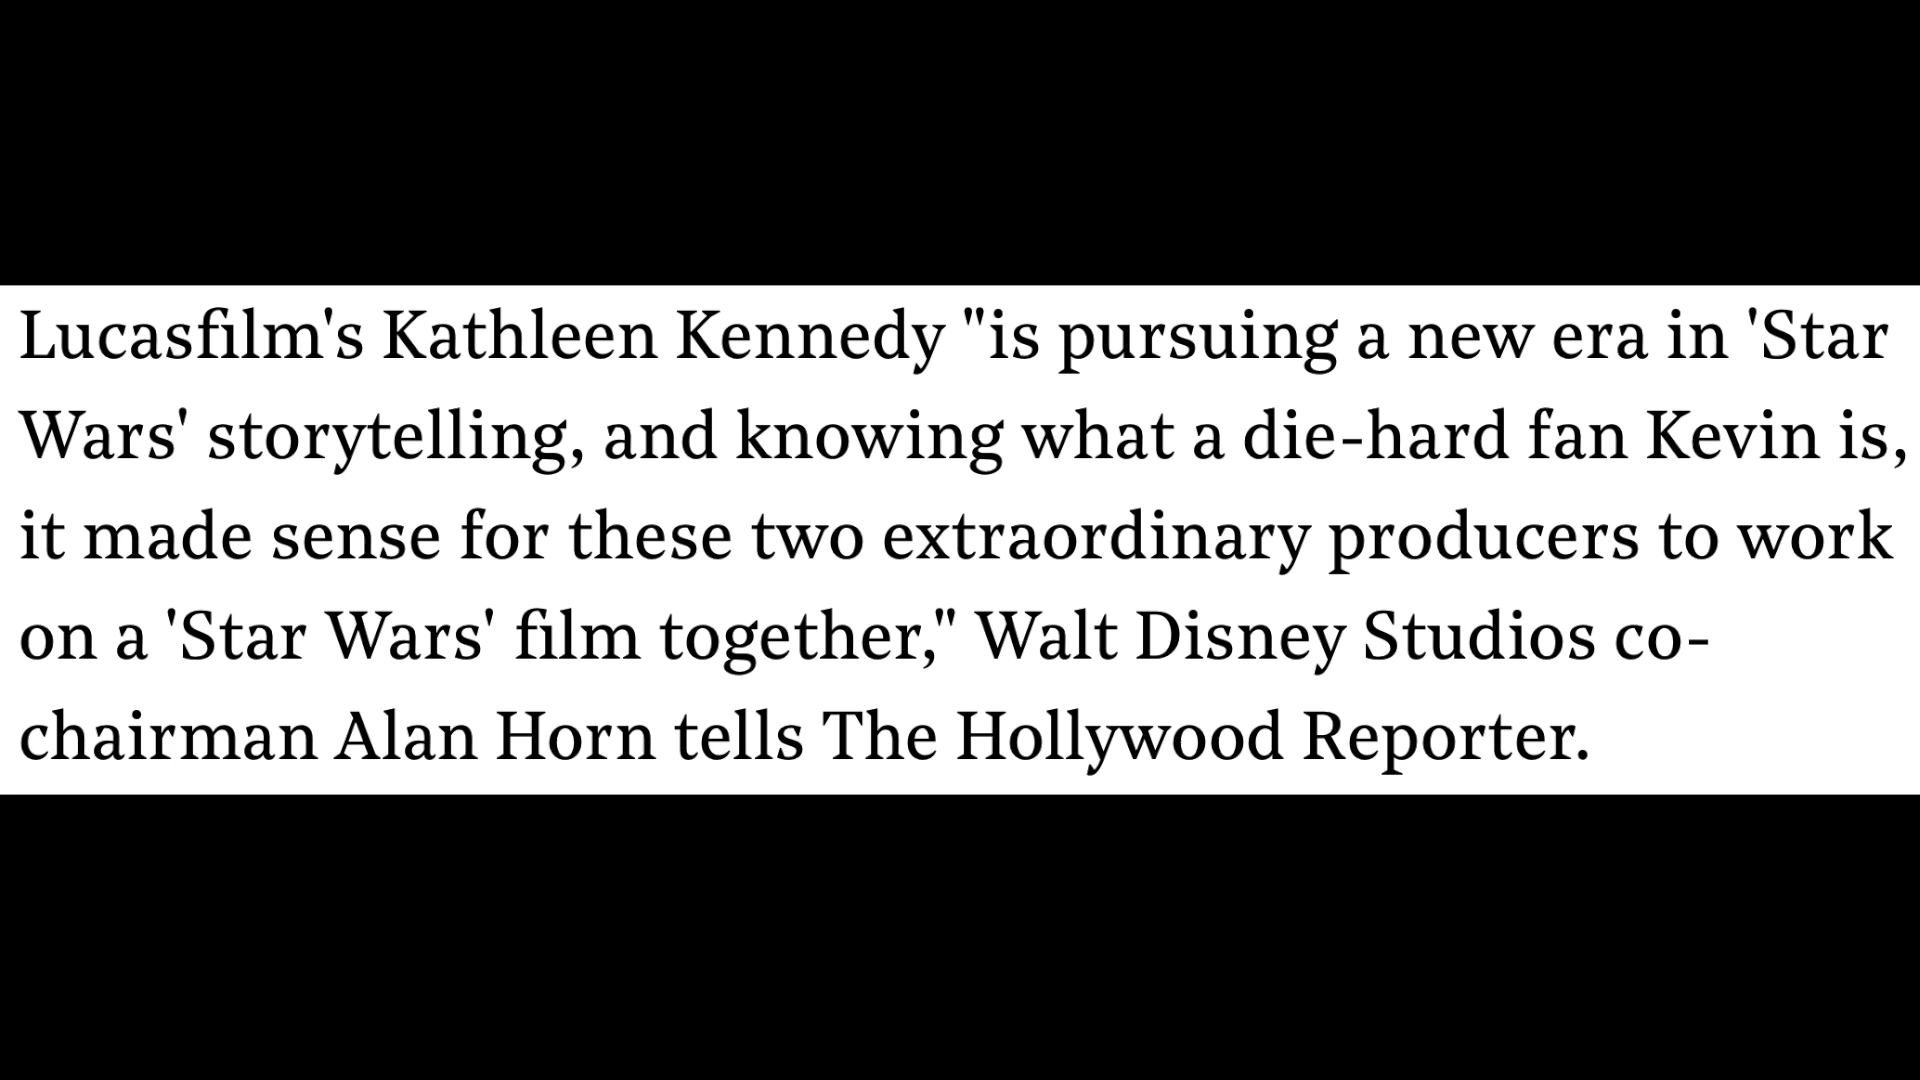 Lucasfilm's Kathleen Kennedy "is pursuing a new era in 'Star
Wars' storytelling, and knowing what a die-hard fan Kevin is,
it made sense for these two extraordinary producers to work
on a 'Star Wars' film together," Walt Disney Studios co-
chairman Alan Horn tells The Hollywood Reporter.